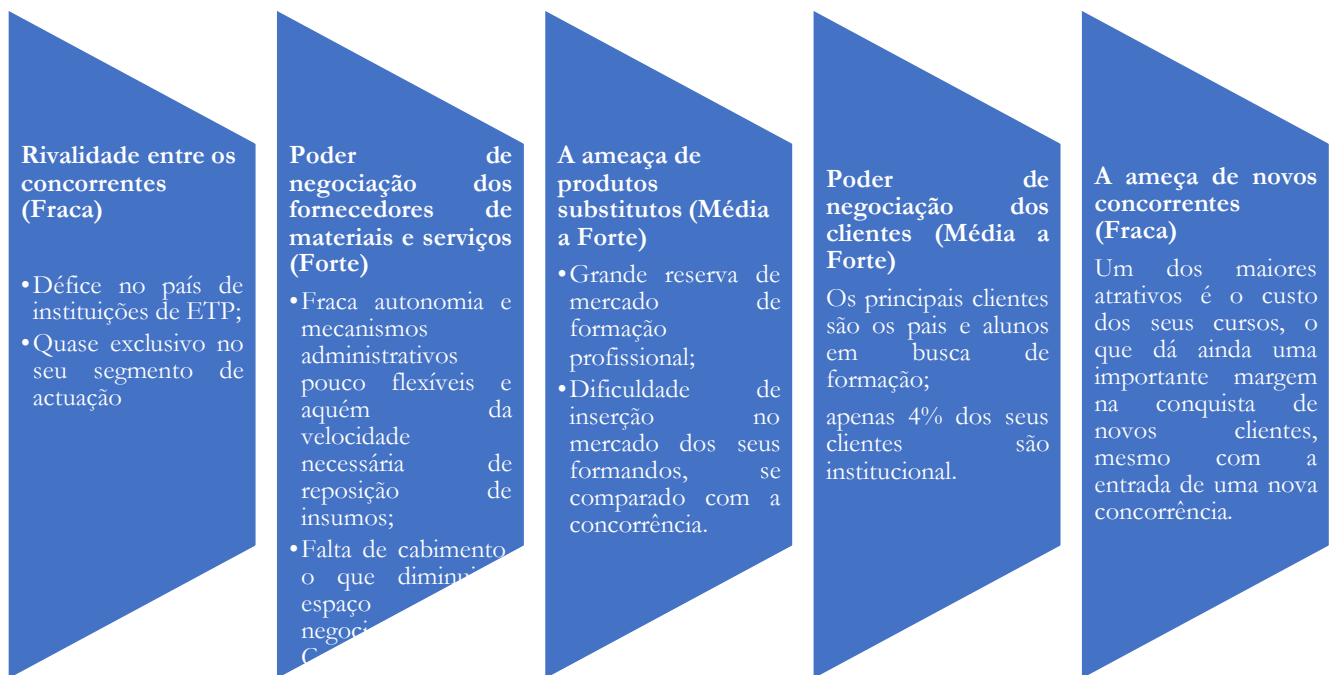 Rivalidade entre os
concorrentes
(Fraca)
•Défice no país de
instituições de ETP;
•Quase exclusivo no
seu segmento de
actuação
Poder de
negociação dos
fornecedores de
materiais e serviços
(Forte)
•Fraca autonomia e
mecanismos
administrativos
pouco flexíveis e
aquém da
velocidade
necessária de
reposição de
insumos;
•Falta de cabimento
o que
espaço
A ameaça de
produtos
substitutos (Média
a Forte)
•Grande reserva de
mercado de
formação
profissional;
•Dificuldade de
inserção no
mercado dos seus
formandos, se
comparado com a
concorrência.
Poder de
negociação dos
clientes (Média a
Forte)
Os principais clientes
são os pais e alunos
em busca de
formação;
apenas 4% dos seus
clientes são
institucional.
A ameça de novos
concorrentes
(Fraca)
Um dos maiores
atrativos é o custo
dos seus cursos, o
que dá ainda uma
importante margem
na conquista de
novos clientes,
mesmo com a
entrada de uma nova
concorrência.